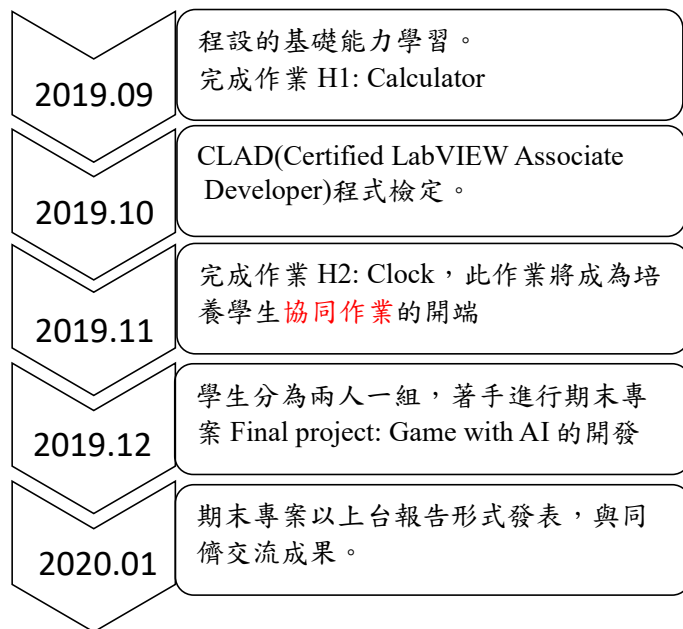 2019.09
程設的基礎能力學習。
完成作業 H1: Calculator
2019.10
CLAD(Certified LabVIEW Associate
Developer)程式檢定。
2019.11
完成作業 H2: Clock，此作業將成為培
養學生協同作業的開端
2019.12
學生分為兩人一組，著手進行期末專
案 Final project: Game with AI 的開發
2020.01
期末專案以上台報告形式發表，與同
儕交流成果。